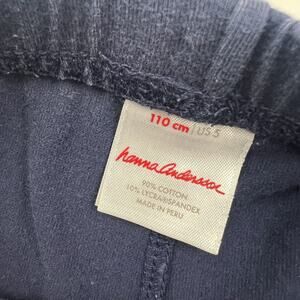 110 cm | US 5
hanna andersson
90% COTTON
10% LYCRA®SPANDEX
MADE IN PERU